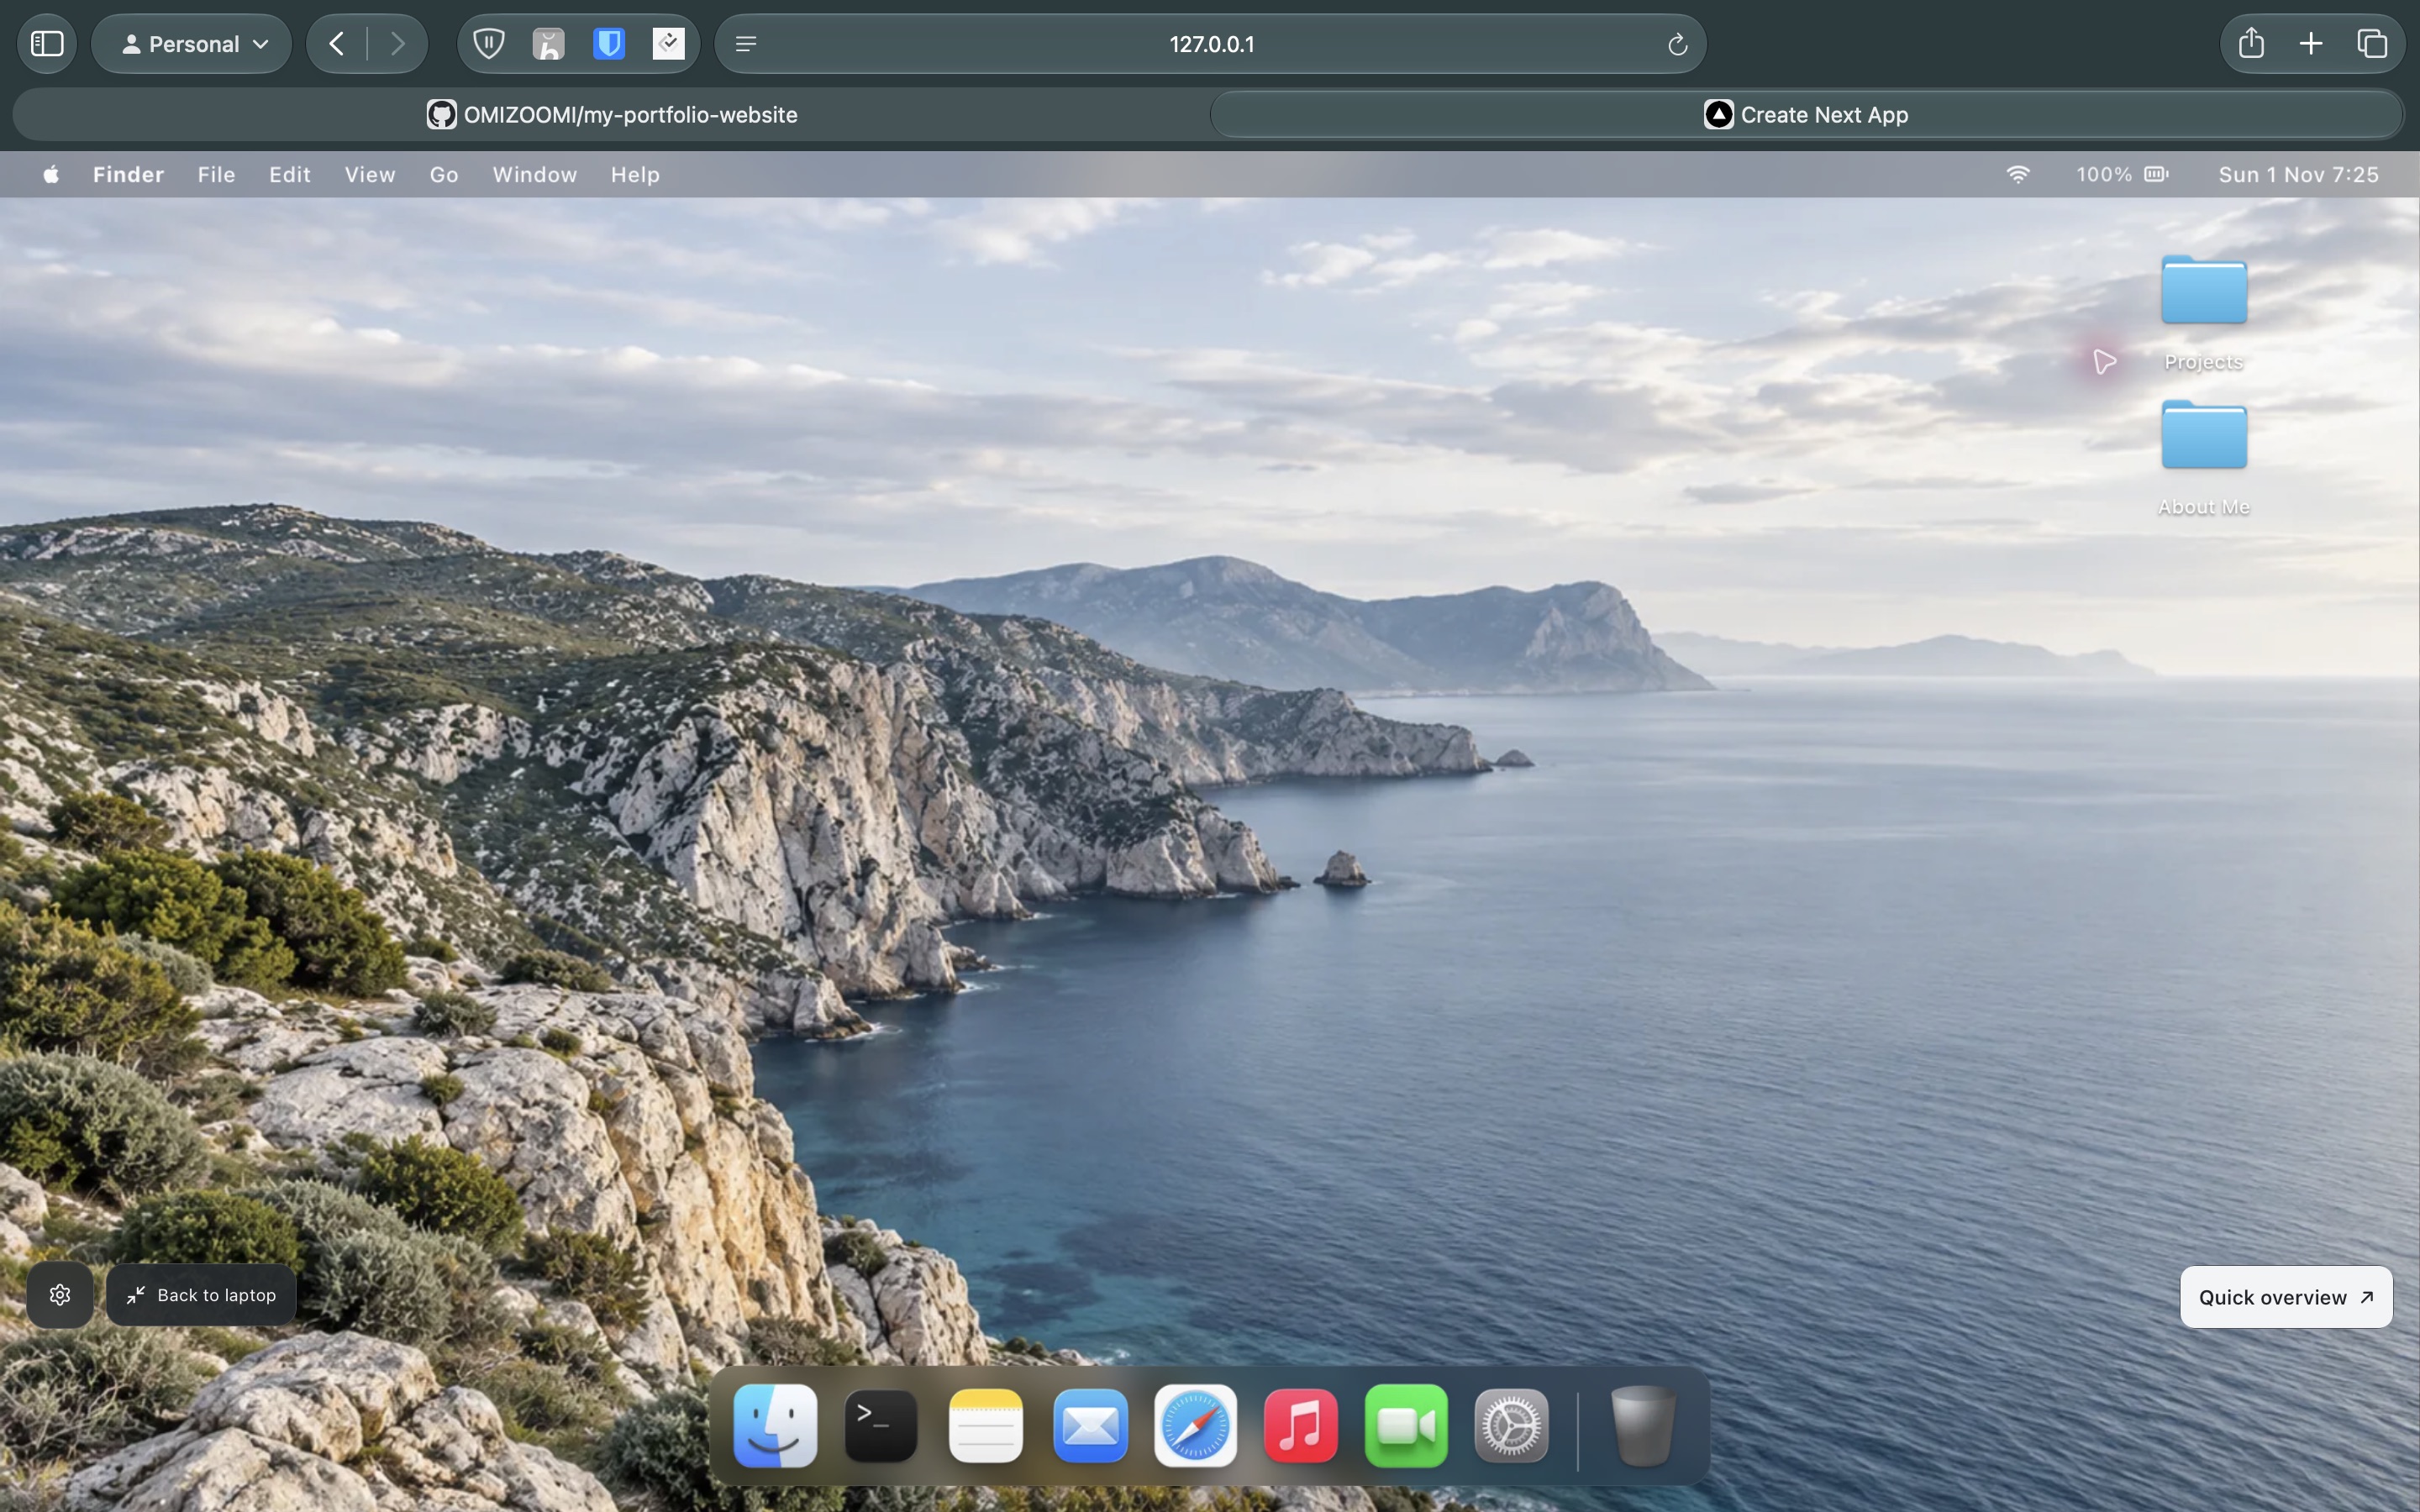 Personal
127.0.0.1
OMIZOOMI/my-portfolio-website
Create Next App
Finder File Edit View Go Window Help
100% Sun 1 Nov 7:25
Projects
About Me
Back to laptop
Quick overview
>_